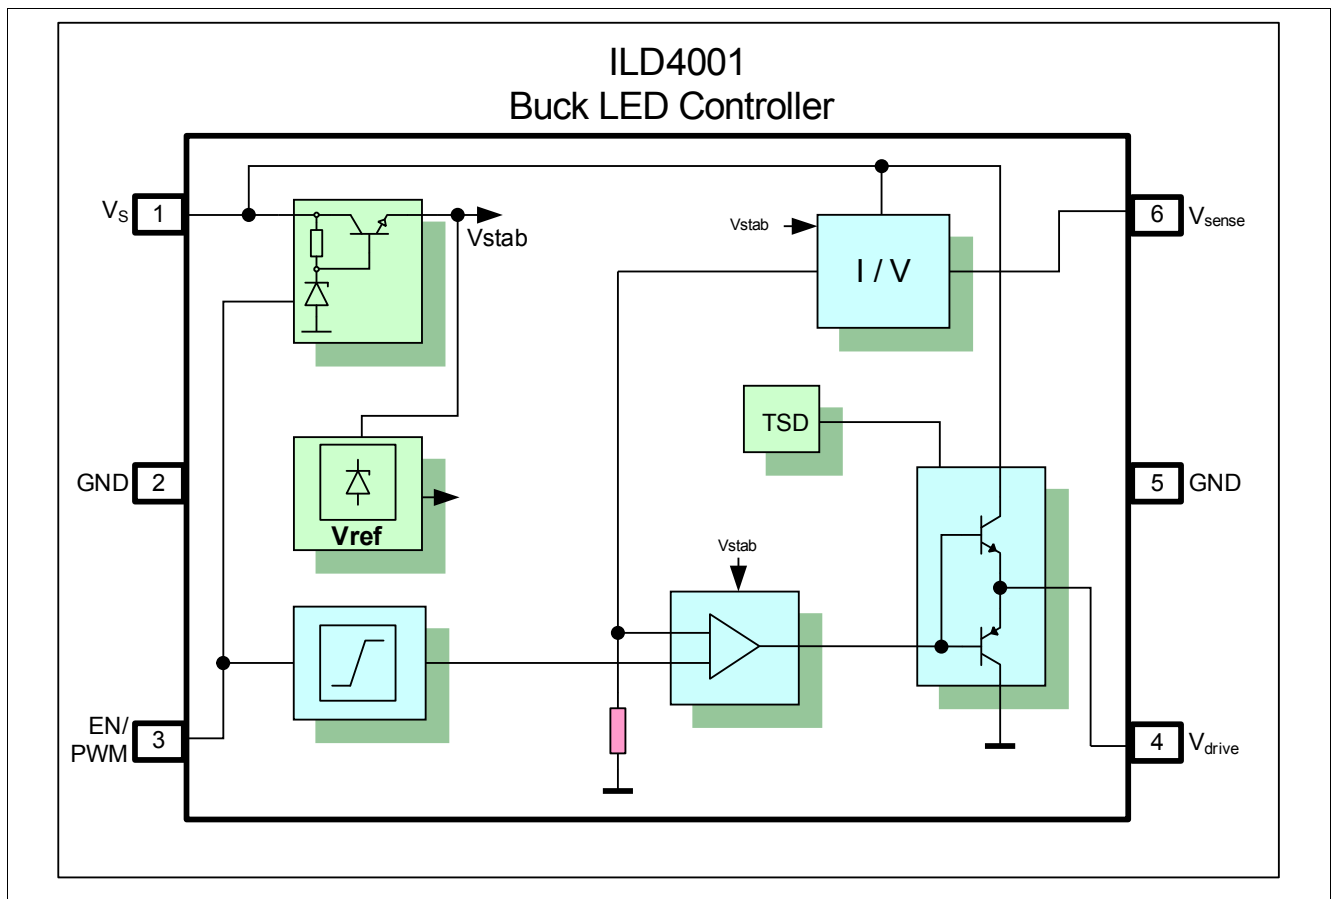 ILD4001
Buck LED Controller
VS 1
Vstab
Vstab
I / V
6 Vsense
TSD
GND 2
Vref
5 GND
Vstab
EN/
PWM 3
4 Vdrive